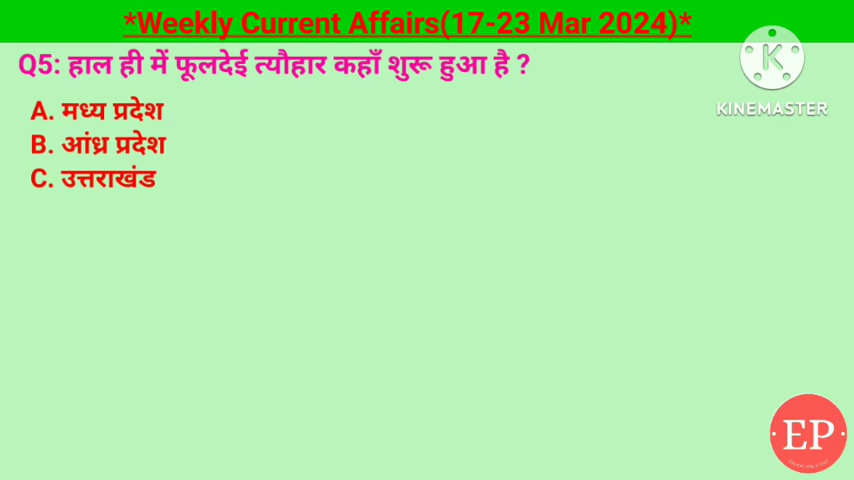 *Weekly Current Affairs(17-23 Mar 2024)*
Q5: हाल ही में फूलदेई त्यौहार कहाँ शुरू हुआ है ?
K
KINEMASTER
A. मध्य प्रदेश
B. आंध्र प्रदेश
C. उत्तराखंड
EP